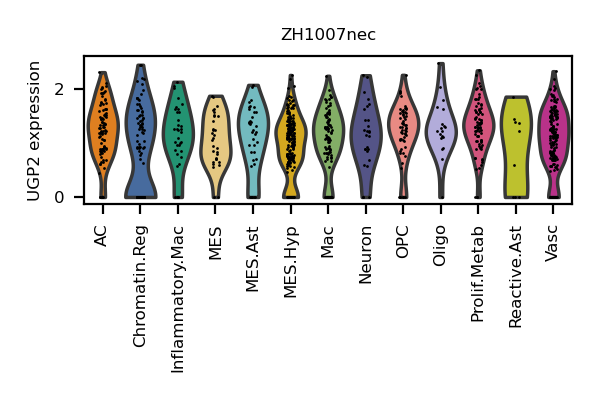 ZH1007nec
UGP2 expression
2
0
AC
Chromatin.Reg
Inflammatory.Mac
MES
MES.Ast
MES.Hyp
Mac
Neuron
OPC
Oligo
Prolif.Metab
Reactive.Ast
Vasc